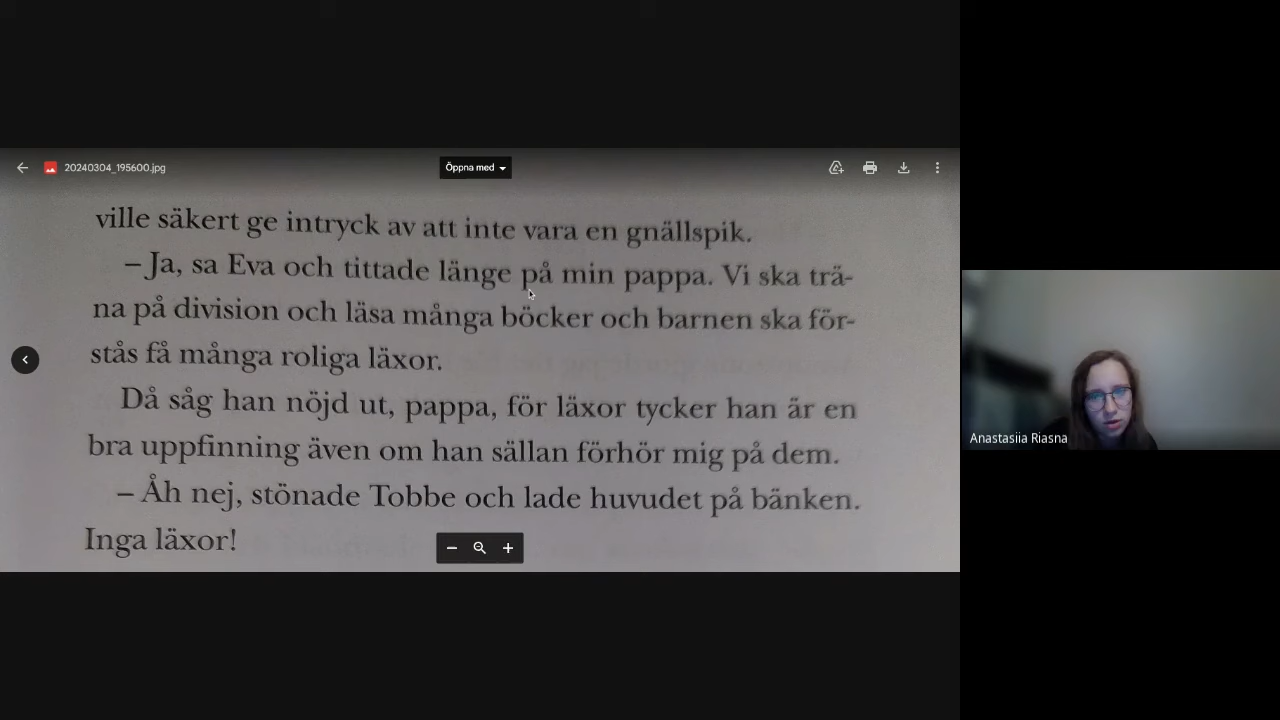 20240304_195600.jpg
Öppna med
ville säkert ge intryck av att inte vara en gnällspik.
– Ja, sa Eva och tittade länge på min pappa. Vi ska trä-
na på division och läsa många böcker och barnen ska för-
stås få många roliga läxor.
Då såg han nöjd ut, pappa, för läxor tycker han är en
bra uppfinning även om han sällan förhör mig på dem.
– Åh nej, stönade Tobbe och lade huvudet på bänken.
Inga läxor!
Anastasiia Riasna